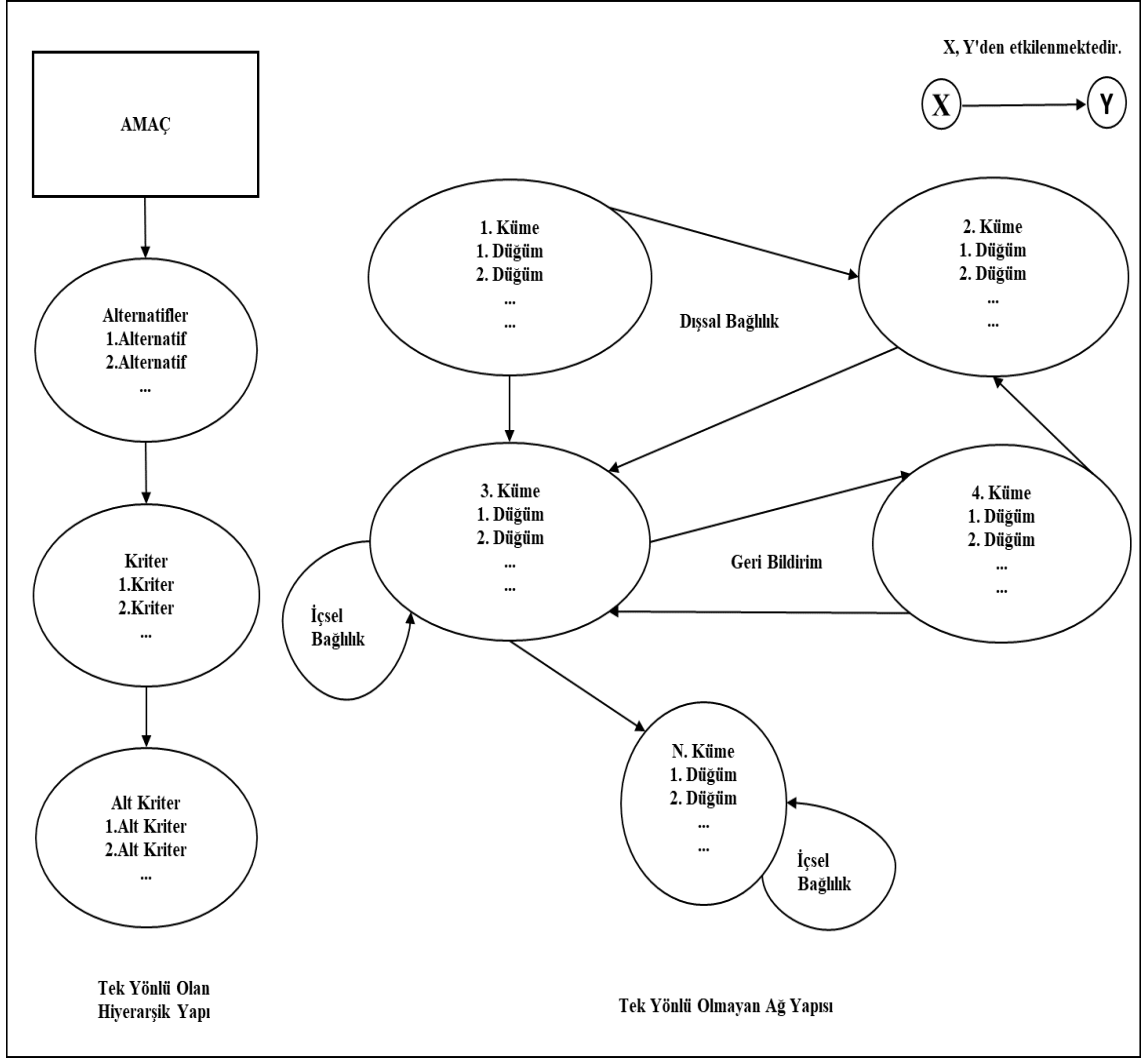 X, Y'den etkilenmektedir.
X
Y
AMAÇ
Alternatifler
1.Alternatif
2.Alternatif
...
Kriter
1.Kriter
2.Kriter
...
Alt Kriter
1.Alt Kriter
2.Alt Kriter
...
Tek Yönlü Olan
Hiyerarşik Yapı
1. Küme
1. Düğüm
2. Düğüm
...
...
2. Küme
1. Düğüm
2. Düğüm
...
...
Dışsal Bağlılık
3. Küme
1. Düğüm
2. Düğüm
...
...
Geri Bildirim
4. Küme
1. Düğüm
2. Düğüm
...
...
İçsel
Bağlılık
N. Küme
1. Düğüm
2. Düğüm
...
...
İçsel
Bağlılık
Tek Yönlü Olmayan Ağ Yapısı